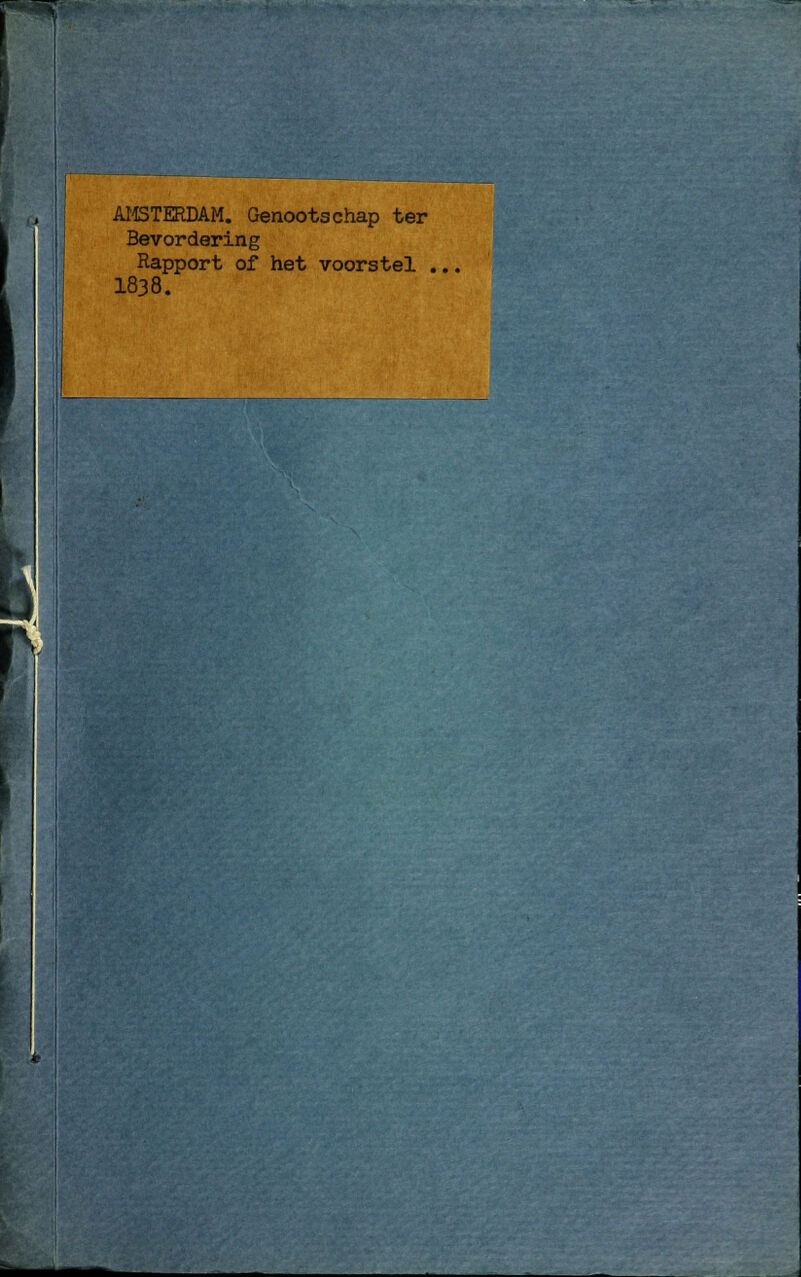 AMSTERDAM. Genootschap ter
Bevordering
Rapport of het voorstel ...
1838.